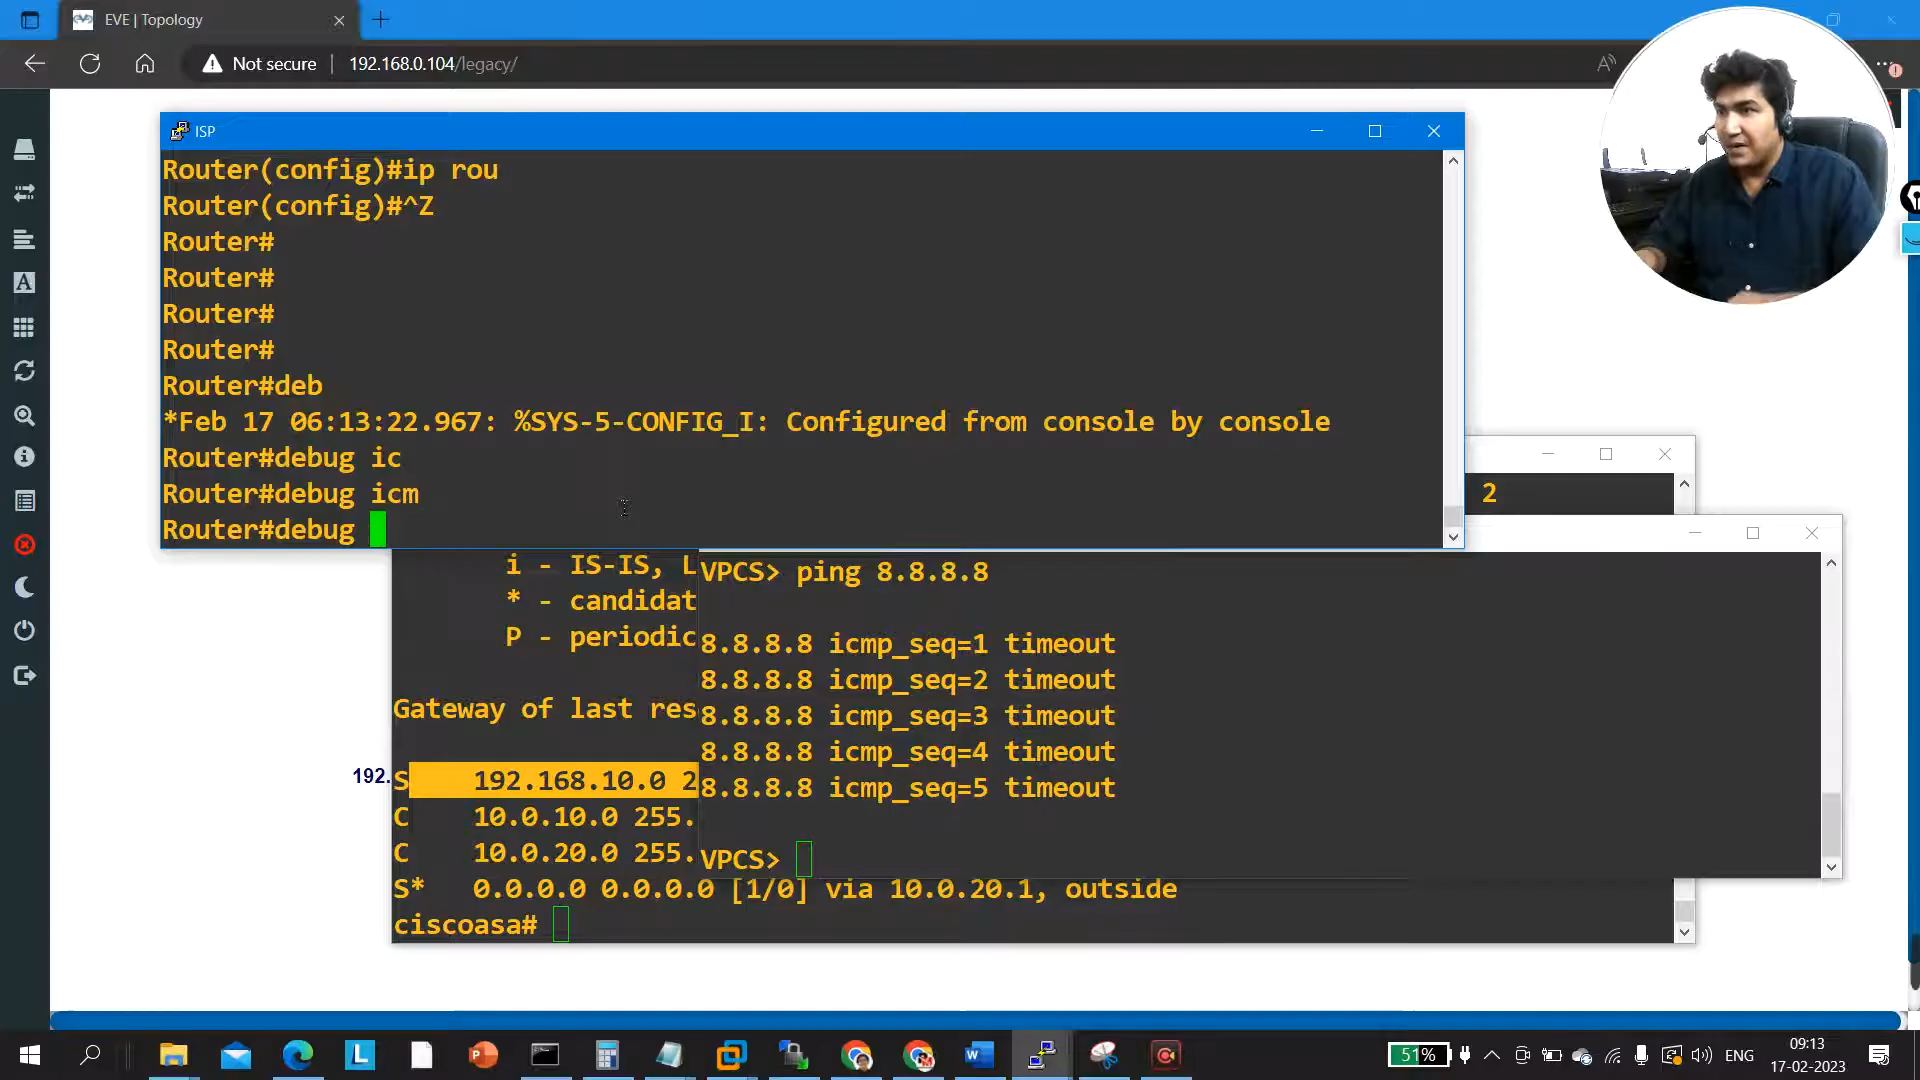 EVE | Topology
Not secure
192.168.0.104/legacy/
ISP
Router(config)#ip rou
Router(config)#^Z
Router#
Router#
Router#
Router#
Router#deb
*Feb 17 06:13:22.967: %SYS-5-CONFIG_I: Configured from console by console
Router#debug ic
Router#debug icm
Router#debug
2
i - IS-IS, L
* - candidat
P - periodic
Gateway of last res
192.
S 192.168.10.0 2
C 10.0.10.0 255.
C 10.0.20.0 255.
S* 0.0.0.0 0.0.0.0 [1/0] via 10.0.20.1, outside
ciscoasa#
VPCS> ping 8.8.8.8
8.8.8.8 icmp_seq=1 timeout
8.8.8.8 icmp_seq=2 timeout
8.8.8.8 icmp_seq=3 timeout
8.8.8.8 icmp_seq=4 timeout
8.8.8.8 icmp_seq=5 timeout
VPCS>
51%
ENG
09:13
17-02-2023